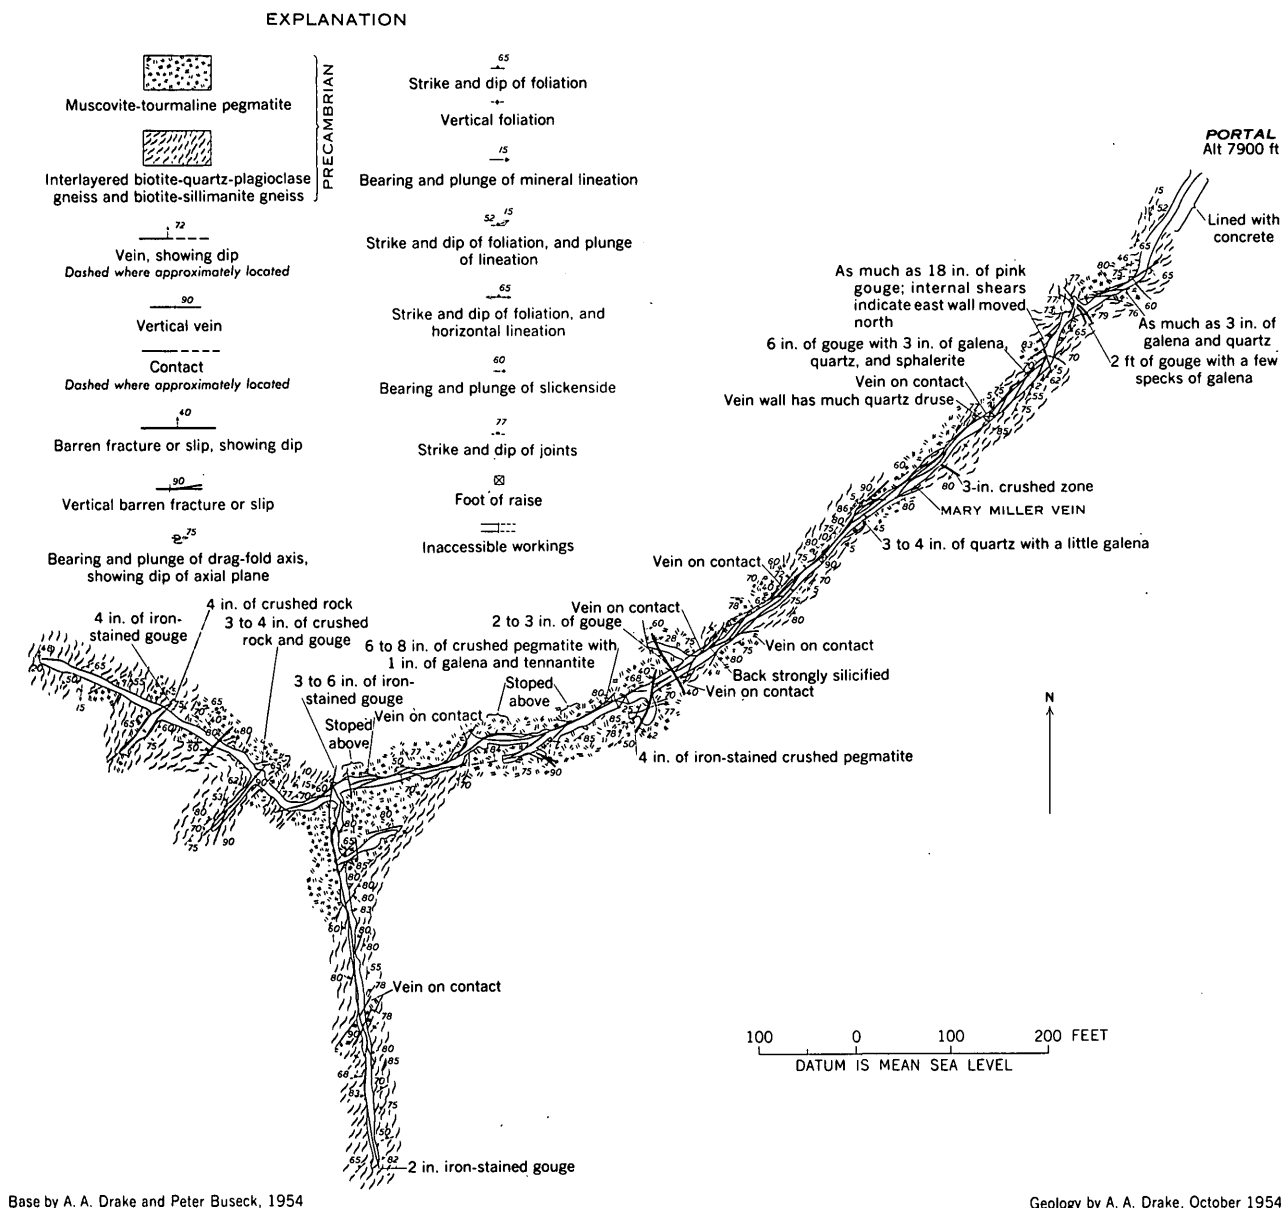 EXPLANATION
Muscovite-tourmaline pegmatite
Interlayered biotite-quartz-plagioclase
gneiss and biotite-sillimanite gneiss
PRECAMBRIAN
72
Vein, showing dip
Dashed where approximately located
90
Vertical vein
Contact
Dashed where approximately located
40
Barren fracture or slip, showing dip
90
Vertical barren fracture or slip
75
Bearing and plunge of drag-fold axis,
showing dip of axial plane
65
Strike and dip of foliation
Vertical foliation
15
Bearing and plunge of mineral lineation
52 15
Strike and dip of foliation, and plunge
of lineation
65
Strike and dip of foliation, and
horizontal lineation
60
Bearing and plunge of slickenside
77
Strike and dip of joints
Foot of raise
Inaccessible workings
PORTAL
Alt 7900 ft
Lined with
concrete
As much as 18 in. of pink
gouge; internal shears
indicate east wall moved
north
As much as 3 in. of
galena and quartz
2 ft of gouge with a few
specks of galena
6 in. of gouge with 3 in. of galena,
quartz, and sphalerite
Vein on contact
Vein wall has much quartz druse
3-in. crushed zone
MARY MILLER VEIN
3 to 4 in. of quartz with a little galena
Vein on contact
Vein on contact
2 to 3 in. of gouge
Vein on contact
Back strongly silicified
Vein on contact
6 to 8 in. of crushed pegmatite with
1 in. of galena and tennantite
4 in. of iron-stained crushed pegmatite
Stoped
above
3 to 6 in. of iron-
stained gouge
Vein on contact
Stoped
above
4 in. of crushed rock
3 to 4 in. of crushed
rock and gouge
4 in. of iron-
stained gouge
Vein on contact
2 in. iron-stained gouge
N
100 0 100 200 FEET
DATUM IS MEAN SEA LEVEL
Base by A. A. Drake and Peter Buseck, 1954
Geology by A. A. Drake, October 1954